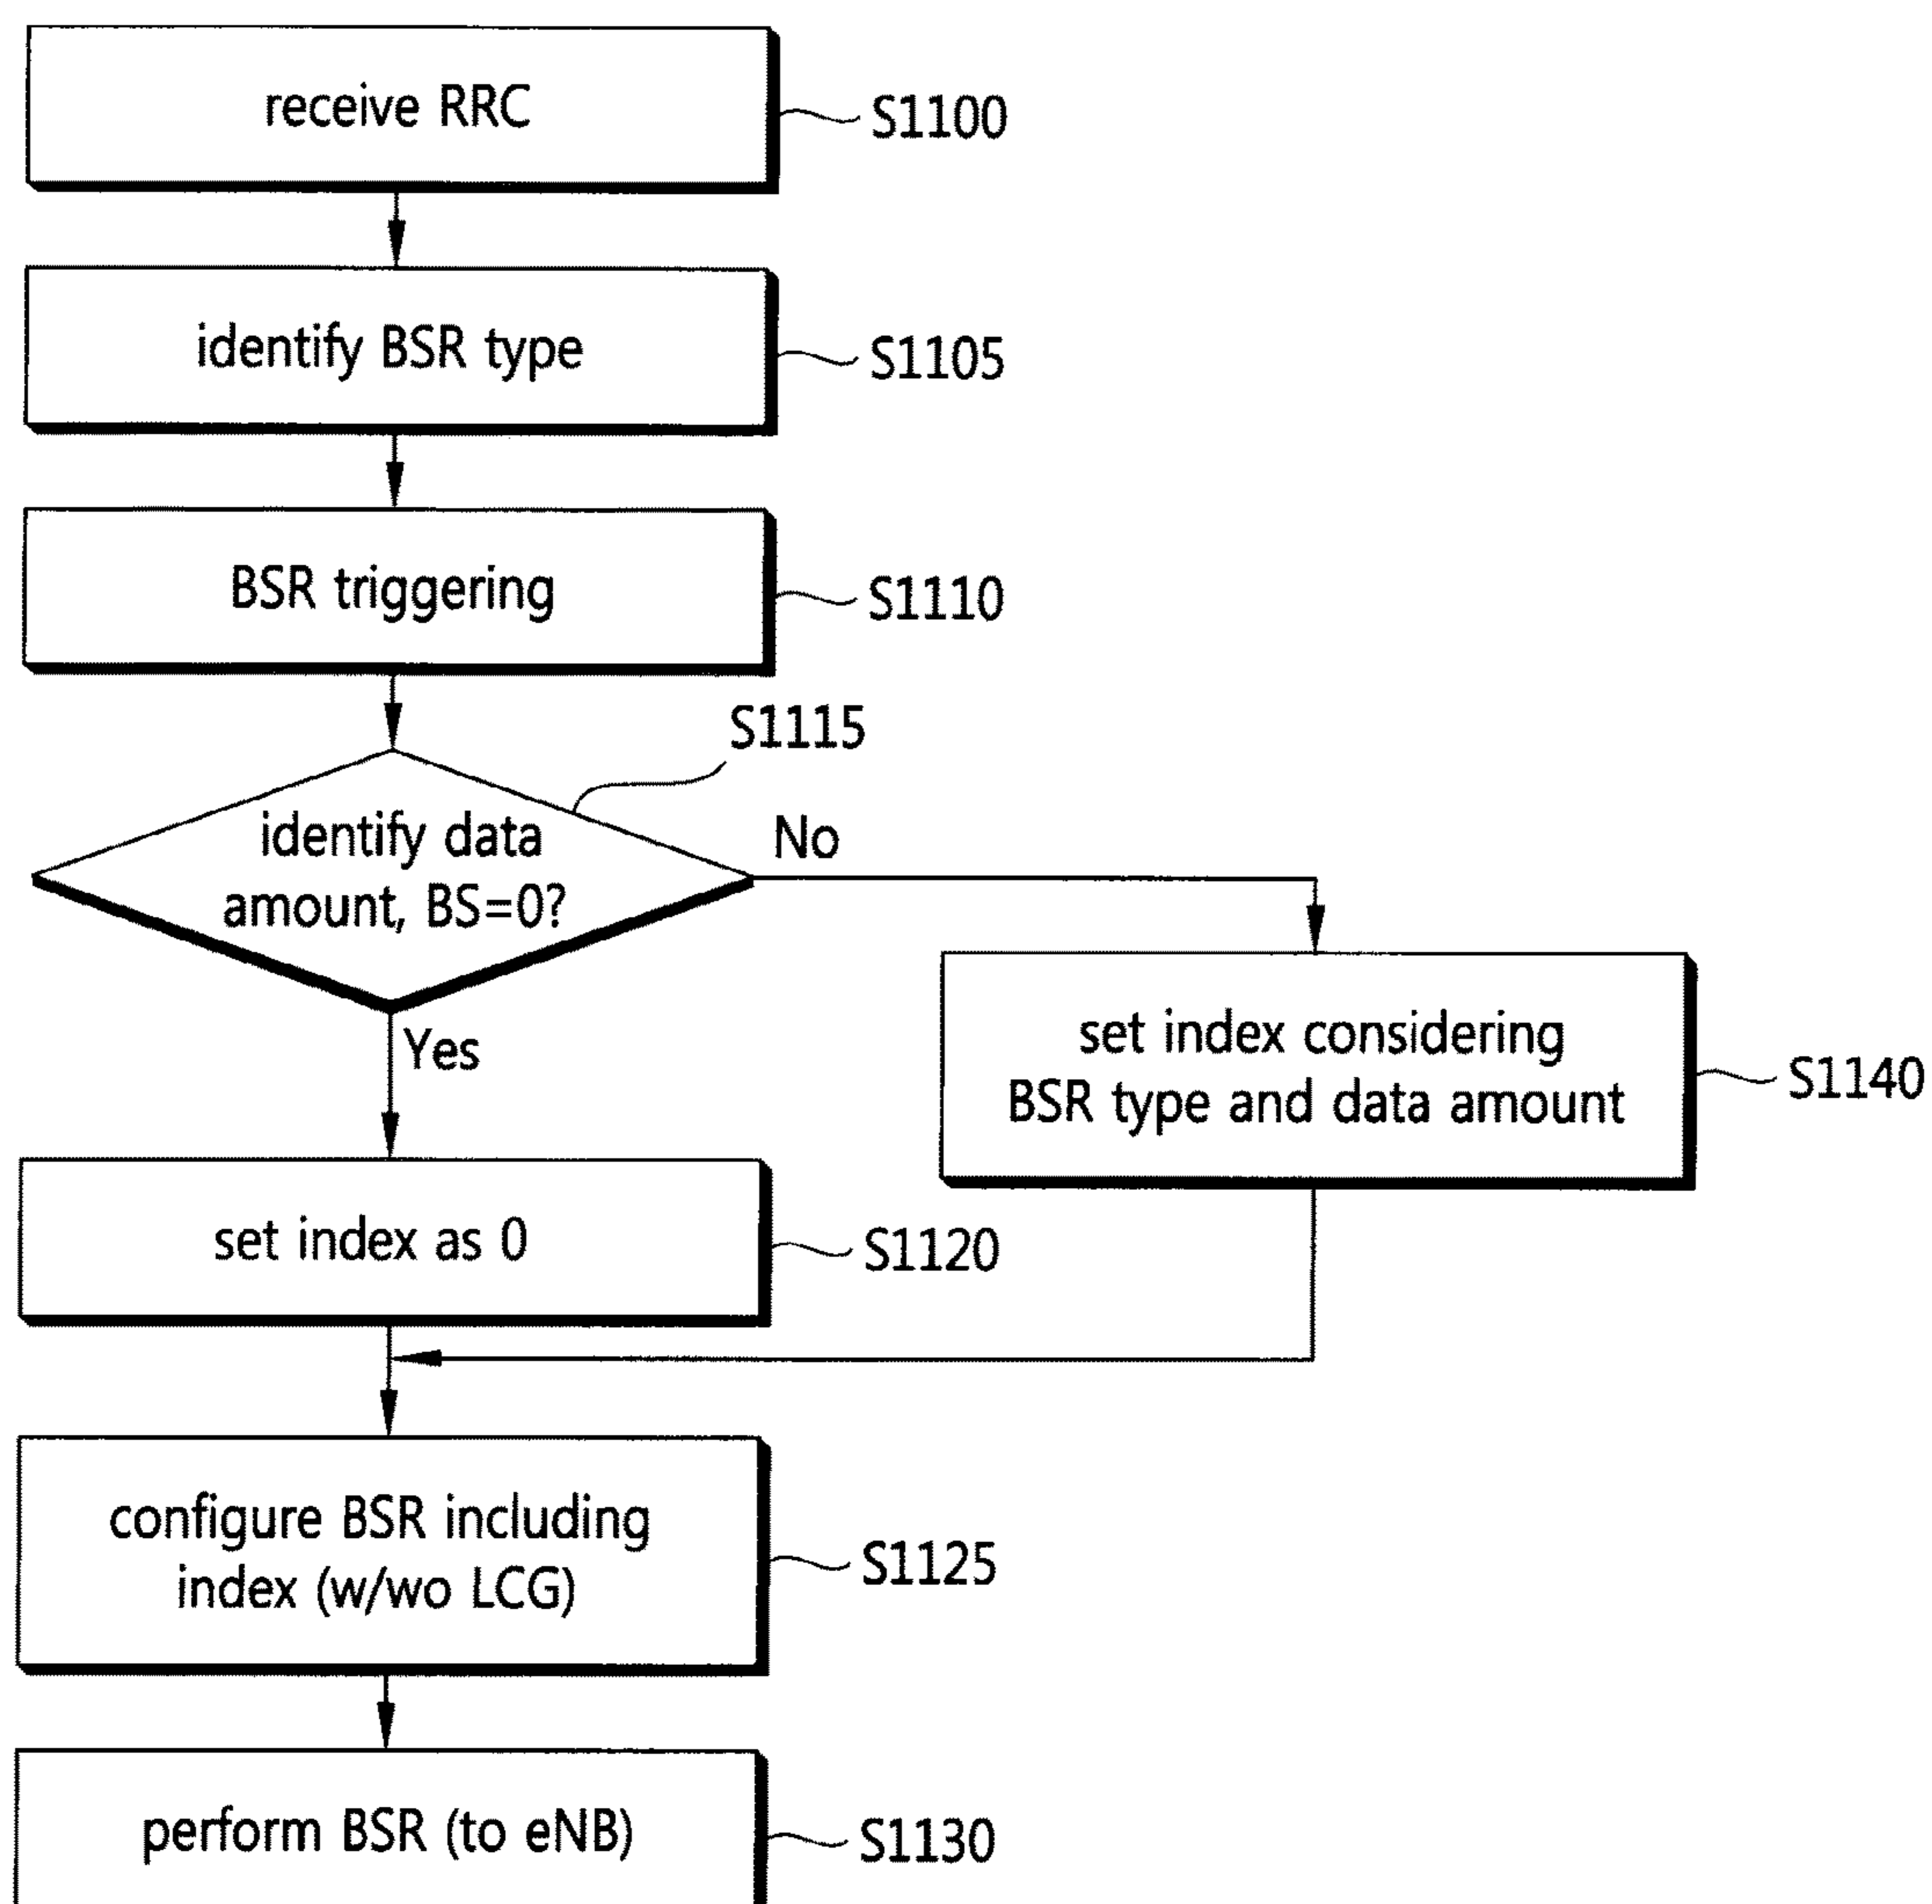 receive RRC
S1100
identify BSR type
S1105
BSR triggering
S1110
S1115
identify data
amount, BS=0?
No
Yes
set index considering
BSR type and data amount
S1140
set index as 0
S1120
configure BSR including
index (w/wo LCG)
S1125
perform BSR (to eNB)
S1130